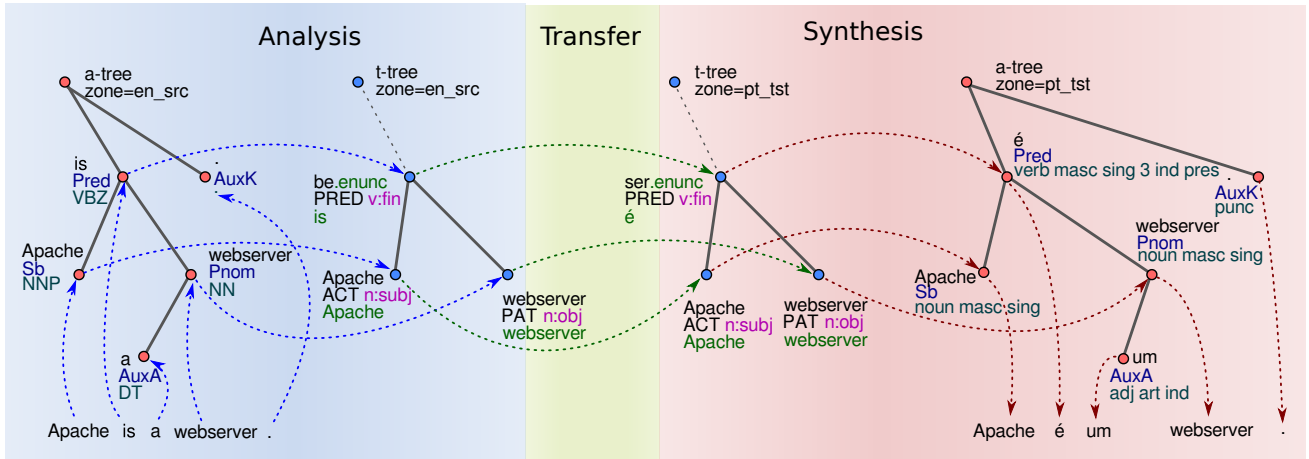 Analysis
Transfer
Synthesis
a-tree
zone=en_src
t-tree
zone=en_src
t-tree
zone=pt_tst
a-tree
zone=pt_tst
is
Pred
VBZ
.
AuxK
Apache
Sb
NNP
webserver
Pnom
NN
a
AuxA
DT
Apache is a webserver .
be.enunc
PRED v:fin
is
Apache
ACT n:subj
Apache
webserver
PAT n:obj
webserver
ser.enunc
PRED v:fin
é
Apache
ACT n:subj
Apache
webserver
PAT n:obj
webserver
é
Pred
verb masc sing 3 ind pres
.
AuxK
punc
Apache
Sb
noun masc sing
webserver
Pnom
noun masc sing
um
AuxA
adj art ind
Apache é um webserver .